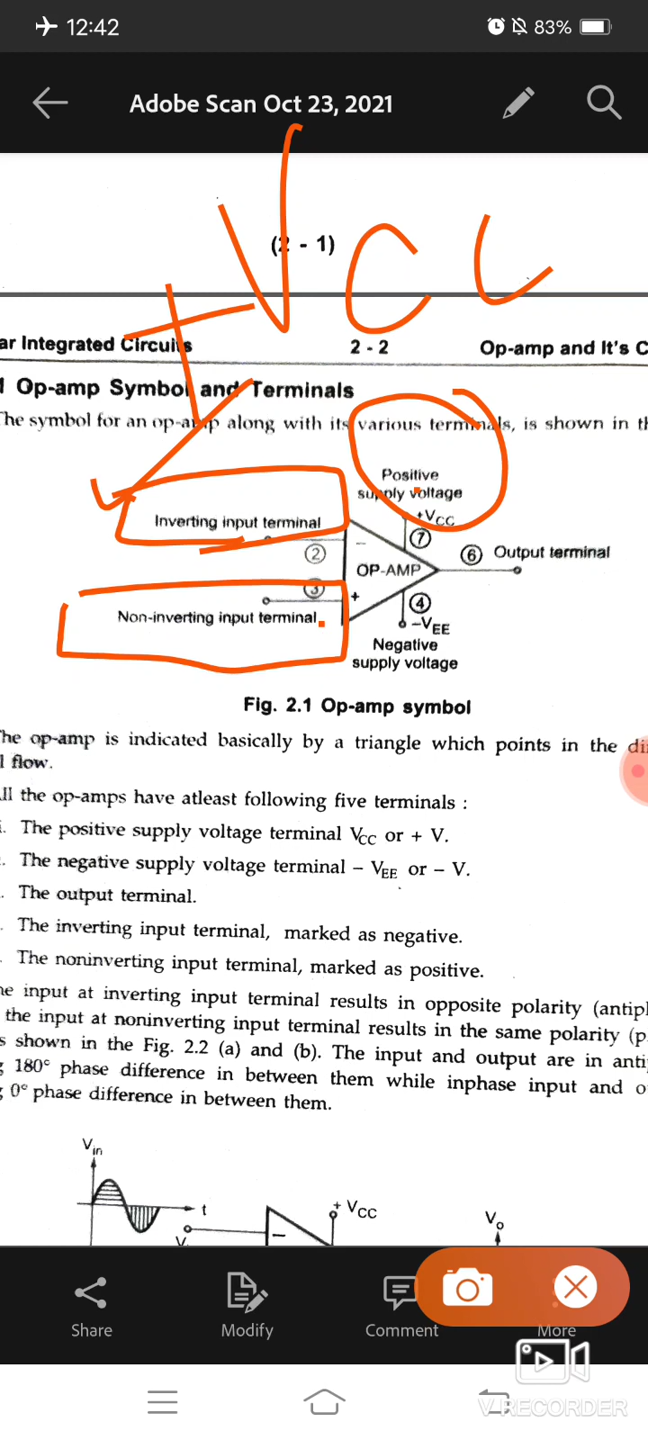 12:42 83%
Adobe Scan Oct 23, 2021
(2 - 1)
+Vcc
ar Integrated Circuits 2 - 2 Op-amp and It's C
1 Op-amp Symbol and Terminals
The symbol for an op-amp along with its various terminals, is shown in th
Positive
supply voltage
+VCC
Inverting input terminal
−
②
⑦
⑥ Output terminal
OP-AMP
③
+
④
Non-inverting input terminal
-VEE
Negative
supply voltage
Fig. 2.1 Op-amp symbol
The op-amp is indicated basically by a triangle which points in the di
l flow.
ll the op-amps have atleast following five terminals :
. The positive supply voltage terminal VCC or + V.
. The negative supply voltage terminal − VEE or − V.
. The output terminal.
. The inverting input terminal, marked as negative.
. The noninverting input terminal, marked as positive.
he input at inverting input terminal results in opposite polarity (antip
the input at noninverting input terminal results in the same polarity (p
s shown in the Fig. 2.2 (a) and (b). The input and output are in anti
g 180° phase difference in between them while inphase input and o
g 0° phase difference in between them.
Vin
t
+ VCC
−
Vo
Share Modify Comment More
V RECORDER